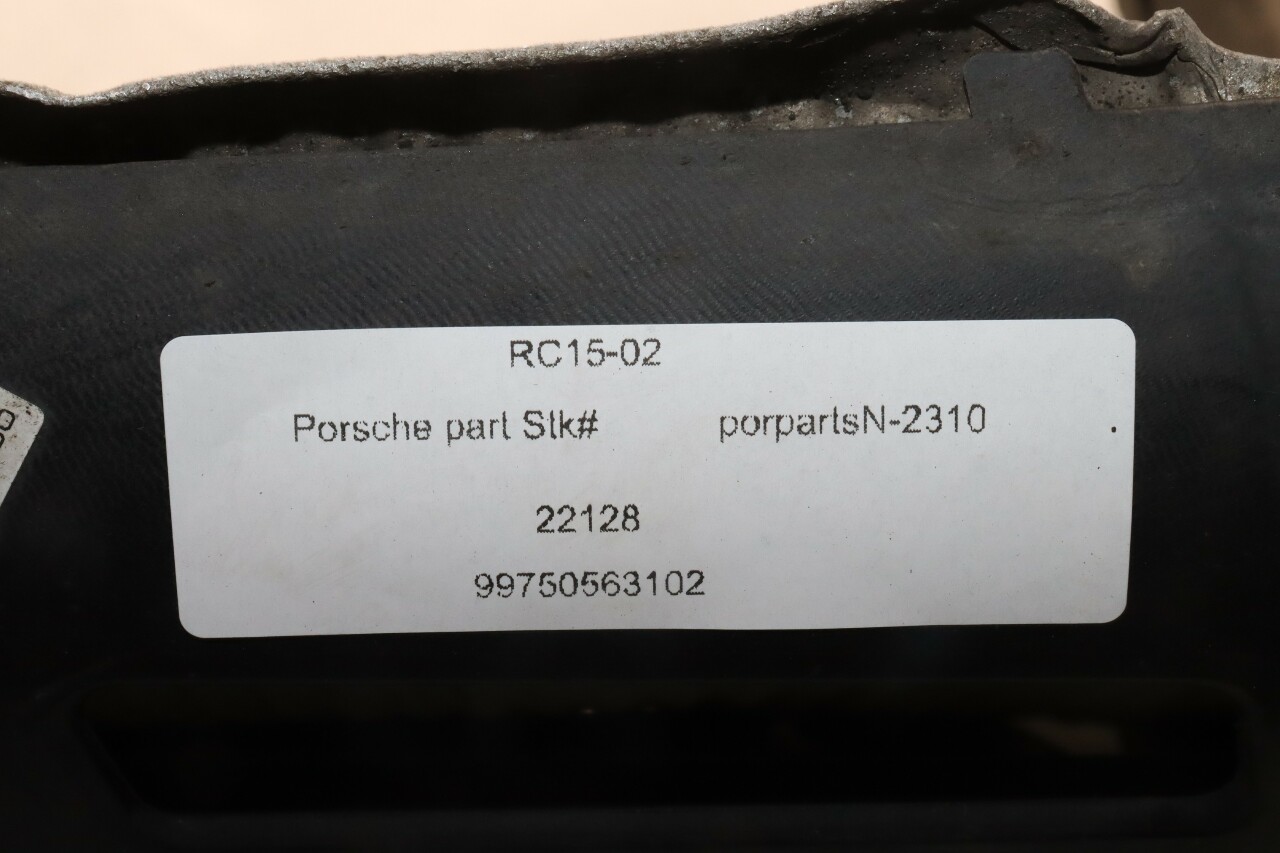 RC15-02
Porsche part Stk# porpartsN-2310
22128
99750563102